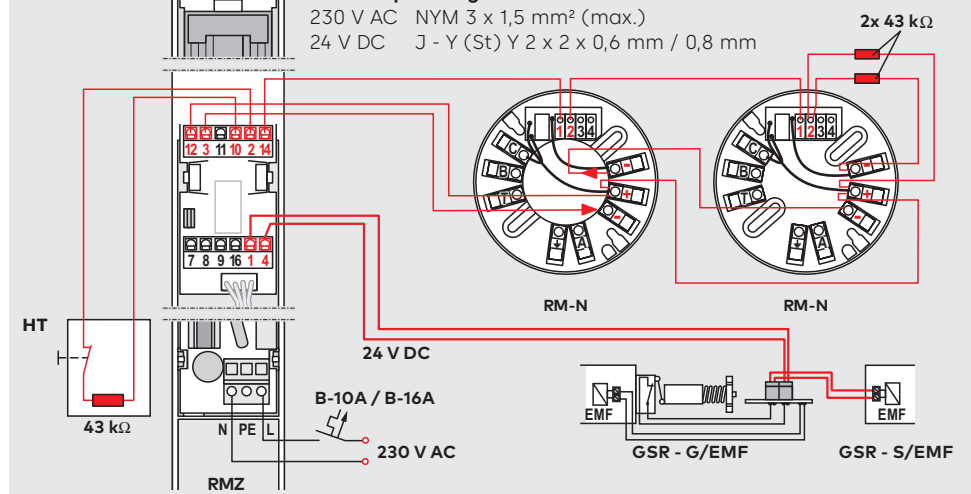 230 V AC NYM 3 x 1,5 mm² (max.)
24 V DC J - Y (St) Y 2 x 2 x 0,6 mm / 0,8 mm
2x 43 kΩ
12 3 11 10 2 14
1 2 3 4
1 2 3 4
C
B
T
-
+
-
A
C
B
T
-
+
-
A
7 8 9 16 1 4
RM-N
RM-N
HT
24 V DC
43 kΩ
B-10A / B-16A
N PE L
230 V AC
RMZ
EMF
EMF
GSR - G/EMF
GSR - S/EMF